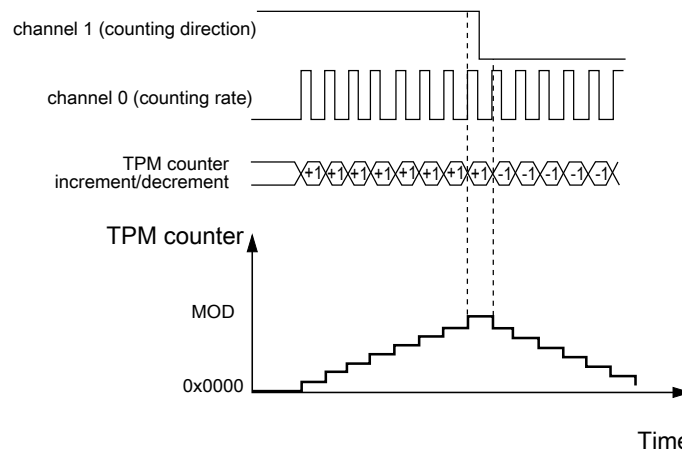 channel 1 (counting direction)
channel 0 (counting rate)
TPM counter
increment/decrement
+1 +1 +1 +1 +1 +1 +1 +1 -1 -1 -1 -1 -1
TPM counter
MOD
0x0000
Time